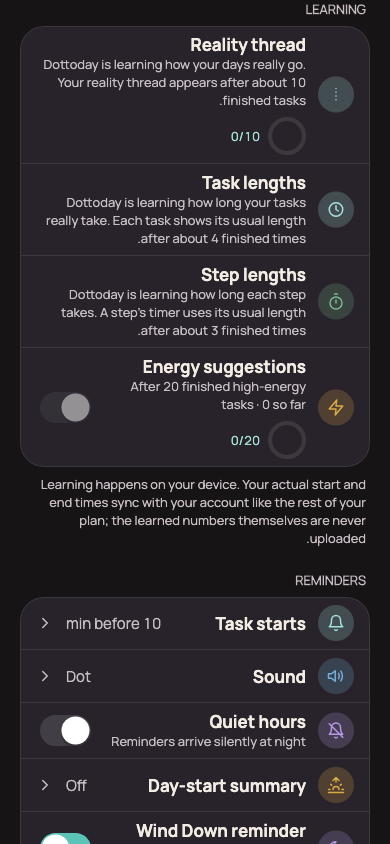 LEARNING
Reality thread
Dottoday is learning how your days really go.
Your reality thread appears after about 10
.finished tasks
0/10
Task lengths
Dottoday is learning how long your tasks
really take. Each task shows its usual length
.after about 4 finished times
Step lengths
Dottoday is learning how long each step
takes. A step's timer uses its usual length
.after about 3 finished times
Energy suggestions
After 20 finished high-energy
tasks · 0 so far
0/20
Learning happens on your device. Your actual start and
end times sync with your account like the rest of your
plan; the learned numbers themselves are never
.uploaded
REMINDERS
Task starts
min before 10
Sound
Dot
Quiet hours
Reminders arrive silently at night
Day-start summary
Off
Wind Down reminder